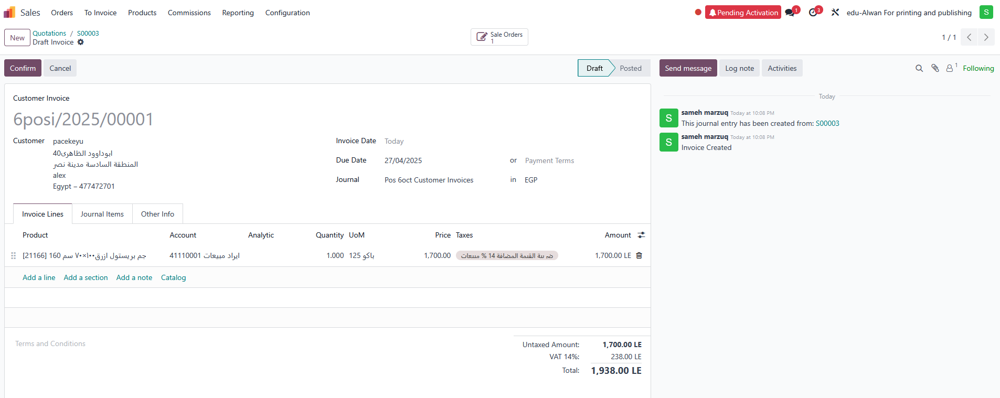 Sales Orders To Invoice Products Commissions Reporting Configuration Pending Activation 1 3 edu-Alwan For printing and publishing S
New Quotations / S00003 Sale Orders 1 / 1
Draft Invoice 1
Confirm Cancel Draft Posted Send message Log note Activities 1 Following
Customer Invoice Today
6posi/2025/00001
S sameh marzuq Today at 10:08 PM
This journal entry has been created from: S00003
S sameh marzuq Today at 10:08 PM
Invoice Created
Customer pacekeyu Invoice Date Today
ابوداوود الظاهرى40
المنطقة السادسة مدينة نصر
alex
Egypt – 477472701
Due Date 27/04/2025 or Payment Terms
Journal Pos 6oct Customer Invoices in EGP
Invoice Lines Journal Items Other Info
Product Account Analytic Quantity UoM Price Taxes Amount
[21166] جم بريستول ازرق١٠٠×٧٠ سم 160 41110001 ايراد مبيعات 1.000 باكو 125 1,700.00 ضريبة القيمة المضافة 14 % مبيعات 1,700.00 LE
Add a line Add a section Add a note Catalog
Terms and Conditions
Untaxed Amount: 1,700.00 LE
VAT 14%: 238.00 LE
Total: 1,938.00 LE